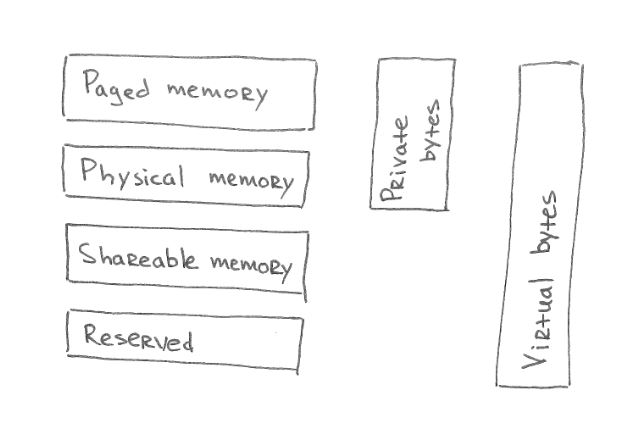 Paged memory
Physical memory
Shareable memory
Reserved
Private
bytes
Virtual bytes